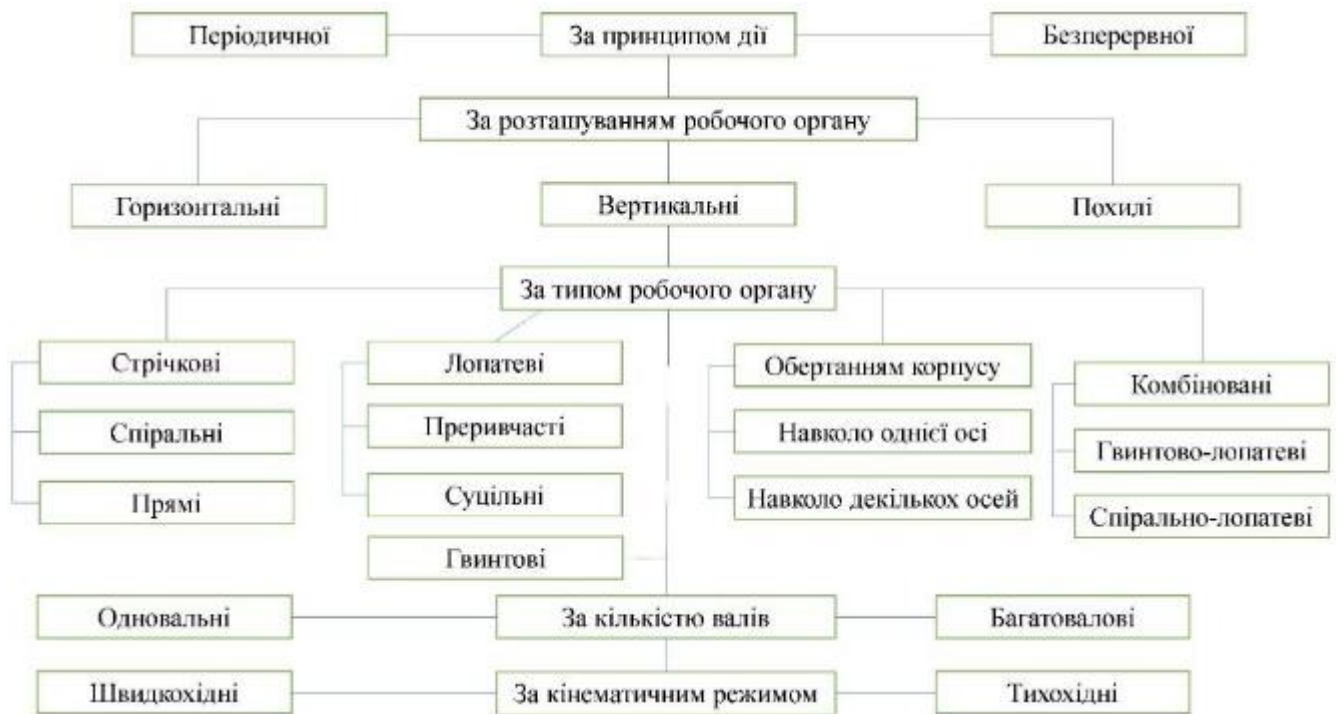 Періодичної
За принципом дії
Безперервної
За розташуванням робочого органу
Горизонтальні
Вертикальні
Похилі
За типом робочого органу
Стрічкові
Спіральні
Прямі
Лопатеві
Преривчасті
Суцільні
Гвинтові
Обертанням корпусу
Навколо однієї осі
Навколо декількох осей
Комбіновані
Гвинтово-лопатеві
Спірально-лопатеві
Одновальні
За кількістю валів
Багатовалові
Швидкохідні
За кінематичним режимом
Тихохідні